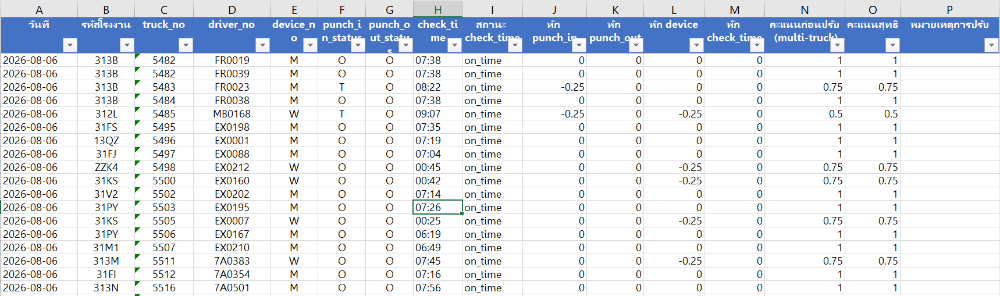 A B C D E F G H I J K L M N O P
วันที่ รหัสโรงงาน truck_no driver_no device_no punch_in_status punch_out_status check_time สถานะ check_time หัก punch_in หัก punch_out หัก device หัก check_time คะแนนก่อนปรับ (multi-truck) คะแนนสุทธิ หมายเหตุการปรับ
2026-08-06 313B 5482 FR0019 M O O 07:38 on_time 0 0 0 0 1 1
2026-08-06 313B 5482 FR0039 M O O 07:38 on_time 0 0 0 0 1 1
2026-08-06 313B 5483 FR0023 M T O 08:22 on_time -0.25 0 0 0 0.75 0.75
2026-08-06 313B 5484 FR0038 M O O 07:38 on_time 0 0 0 0 1 1
2026-08-06 312L 5485 MB0168 W T O 09:07 on_time -0.25 0 -0.25 0 0.5 0.5
2026-08-06 31FS 5495 EX0198 M O O 07:35 on_time 0 0 0 0 1 1
2026-08-06 13QZ 5496 EX0001 M O O 07:19 on_time 0 0 0 0 1 1
2026-08-06 31FJ 5497 EX0088 M O O 07:04 on_time 0 0 0 0 1 1
2026-08-06 ZZK4 5498 EX0212 W O O 00:45 on_time 0 0 -0.25 0 0.75 0.75
2026-08-06 31KS 5500 EX0160 W O O 00:42 on_time 0 0 -0.25 0 0.75 0.75
2026-08-06 31V2 5502 EX0202 M O O 07:14 on_time 0 0 0 0 1 1
2026-08-06 31PY 5503 EX0195 M O O 07:26 on_time 0 0 0 0 1 1
2026-08-06 31KS 5505 EX0007 W O O 00:25 on_time 0 0 -0.25 0 0.75 0.75
2026-08-06 31PY 5506 EX0167 M O O 06:19 on_time 0 0 0 0 1 1
2026-08-06 31M1 5507 EX0210 M O O 06:49 on_time 0 0 0 0 1 1
2026-08-06 313M 5511 7A0383 W O O 07:45 on_time 0 0 -0.25 0 0.75 0.75
2026-08-06 31FI 5512 7A0354 M O O 07:16 on_time 0 0 0 0 1 1
2026-08-06 313N 5516 7A0501 M O O 07:56 on_time 0 0 0 0 1 1